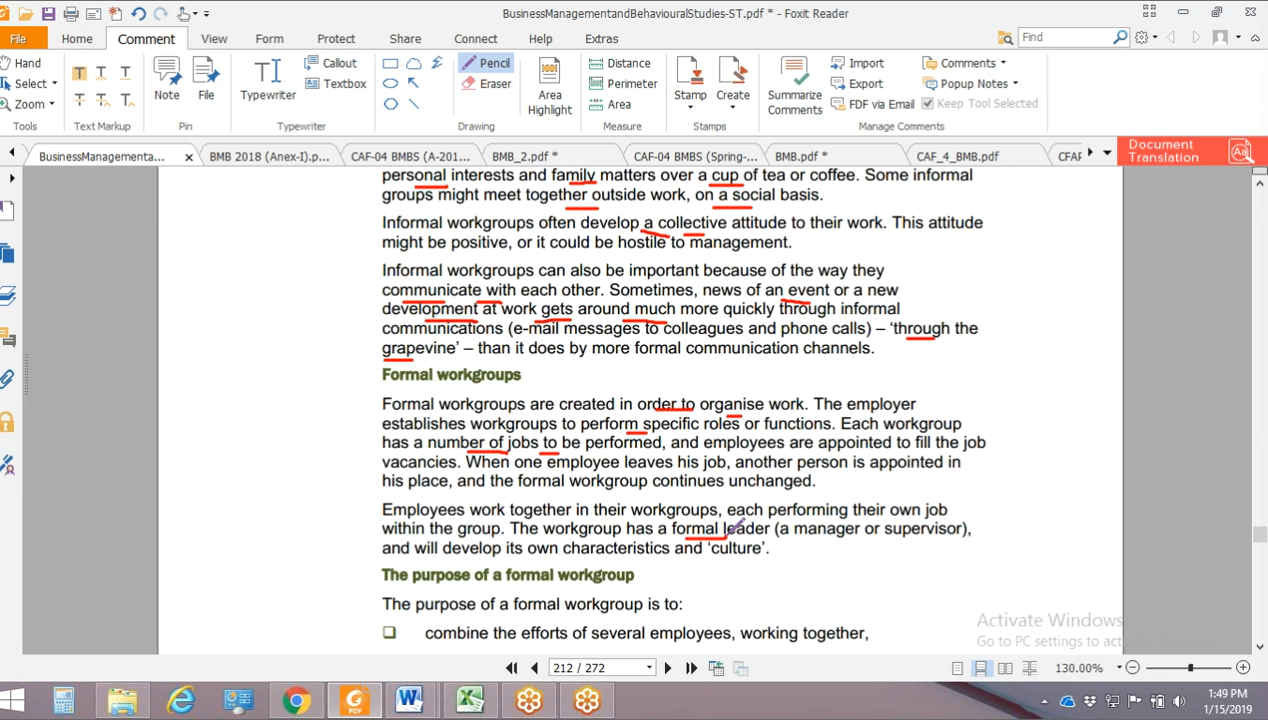 BusinessManagementandBehaviouralStudies-ST.pdf * - Foxit Reader
File Home Comment View Form Protect Share Connect Help Extras Find
Hand Callout Pencil Distance Import Comments
Select Textbox Eraser Perimeter Export Popup Notes
Zoom Note File Typewriter Area Highlight Area Stamp Create Summarize Comments FDF via Email Keep Tool Selected
Tools Text Markup Pin Typewriter Drawing Measure Stamps Manage Comments
BusinessManagementa... BMB 2018 (Anex-I).p... CAF-04 BMBS (A-201... BMB_2.pdf * CAF-04 BMBS (Spring-... BMB.pdf * CAF_4_BMB.pdf CFAP
Document Translation
personal interests and family matters over a cup of tea or coffee. Some informal
groups might meet together outside work, on a social basis.
Informal workgroups often develop a collective attitude to their work. This attitude
might be positive, or it could be hostile to management.
Informal workgroups can also be important because of the way they
communicate with each other. Sometimes, news of an event or a new
development at work gets around much more quickly through informal
communications (e-mail messages to colleagues and phone calls) – ‘through the
grapevine’ – than it does by more formal communication channels.
Formal workgroups
Formal workgroups are created in order to organise work. The employer
establishes workgroups to perform specific roles or functions. Each workgroup
has a number of jobs to be performed, and employees are appointed to fill the job
vacancies. When one employee leaves his job, another person is appointed in
his place, and the formal workgroup continues unchanged.
Employees work together in their workgroups, each performing their own job
within the group. The workgroup has a formal leader (a manager or supervisor),
and will develop its own characteristics and ‘culture’.
The purpose of a formal workgroup
The purpose of a formal workgroup is to:
combine the efforts of several employees, working together,
Activate Windows
Go to PC settings to activ
212 / 272 130.00%
1:49 PM
1/15/2019